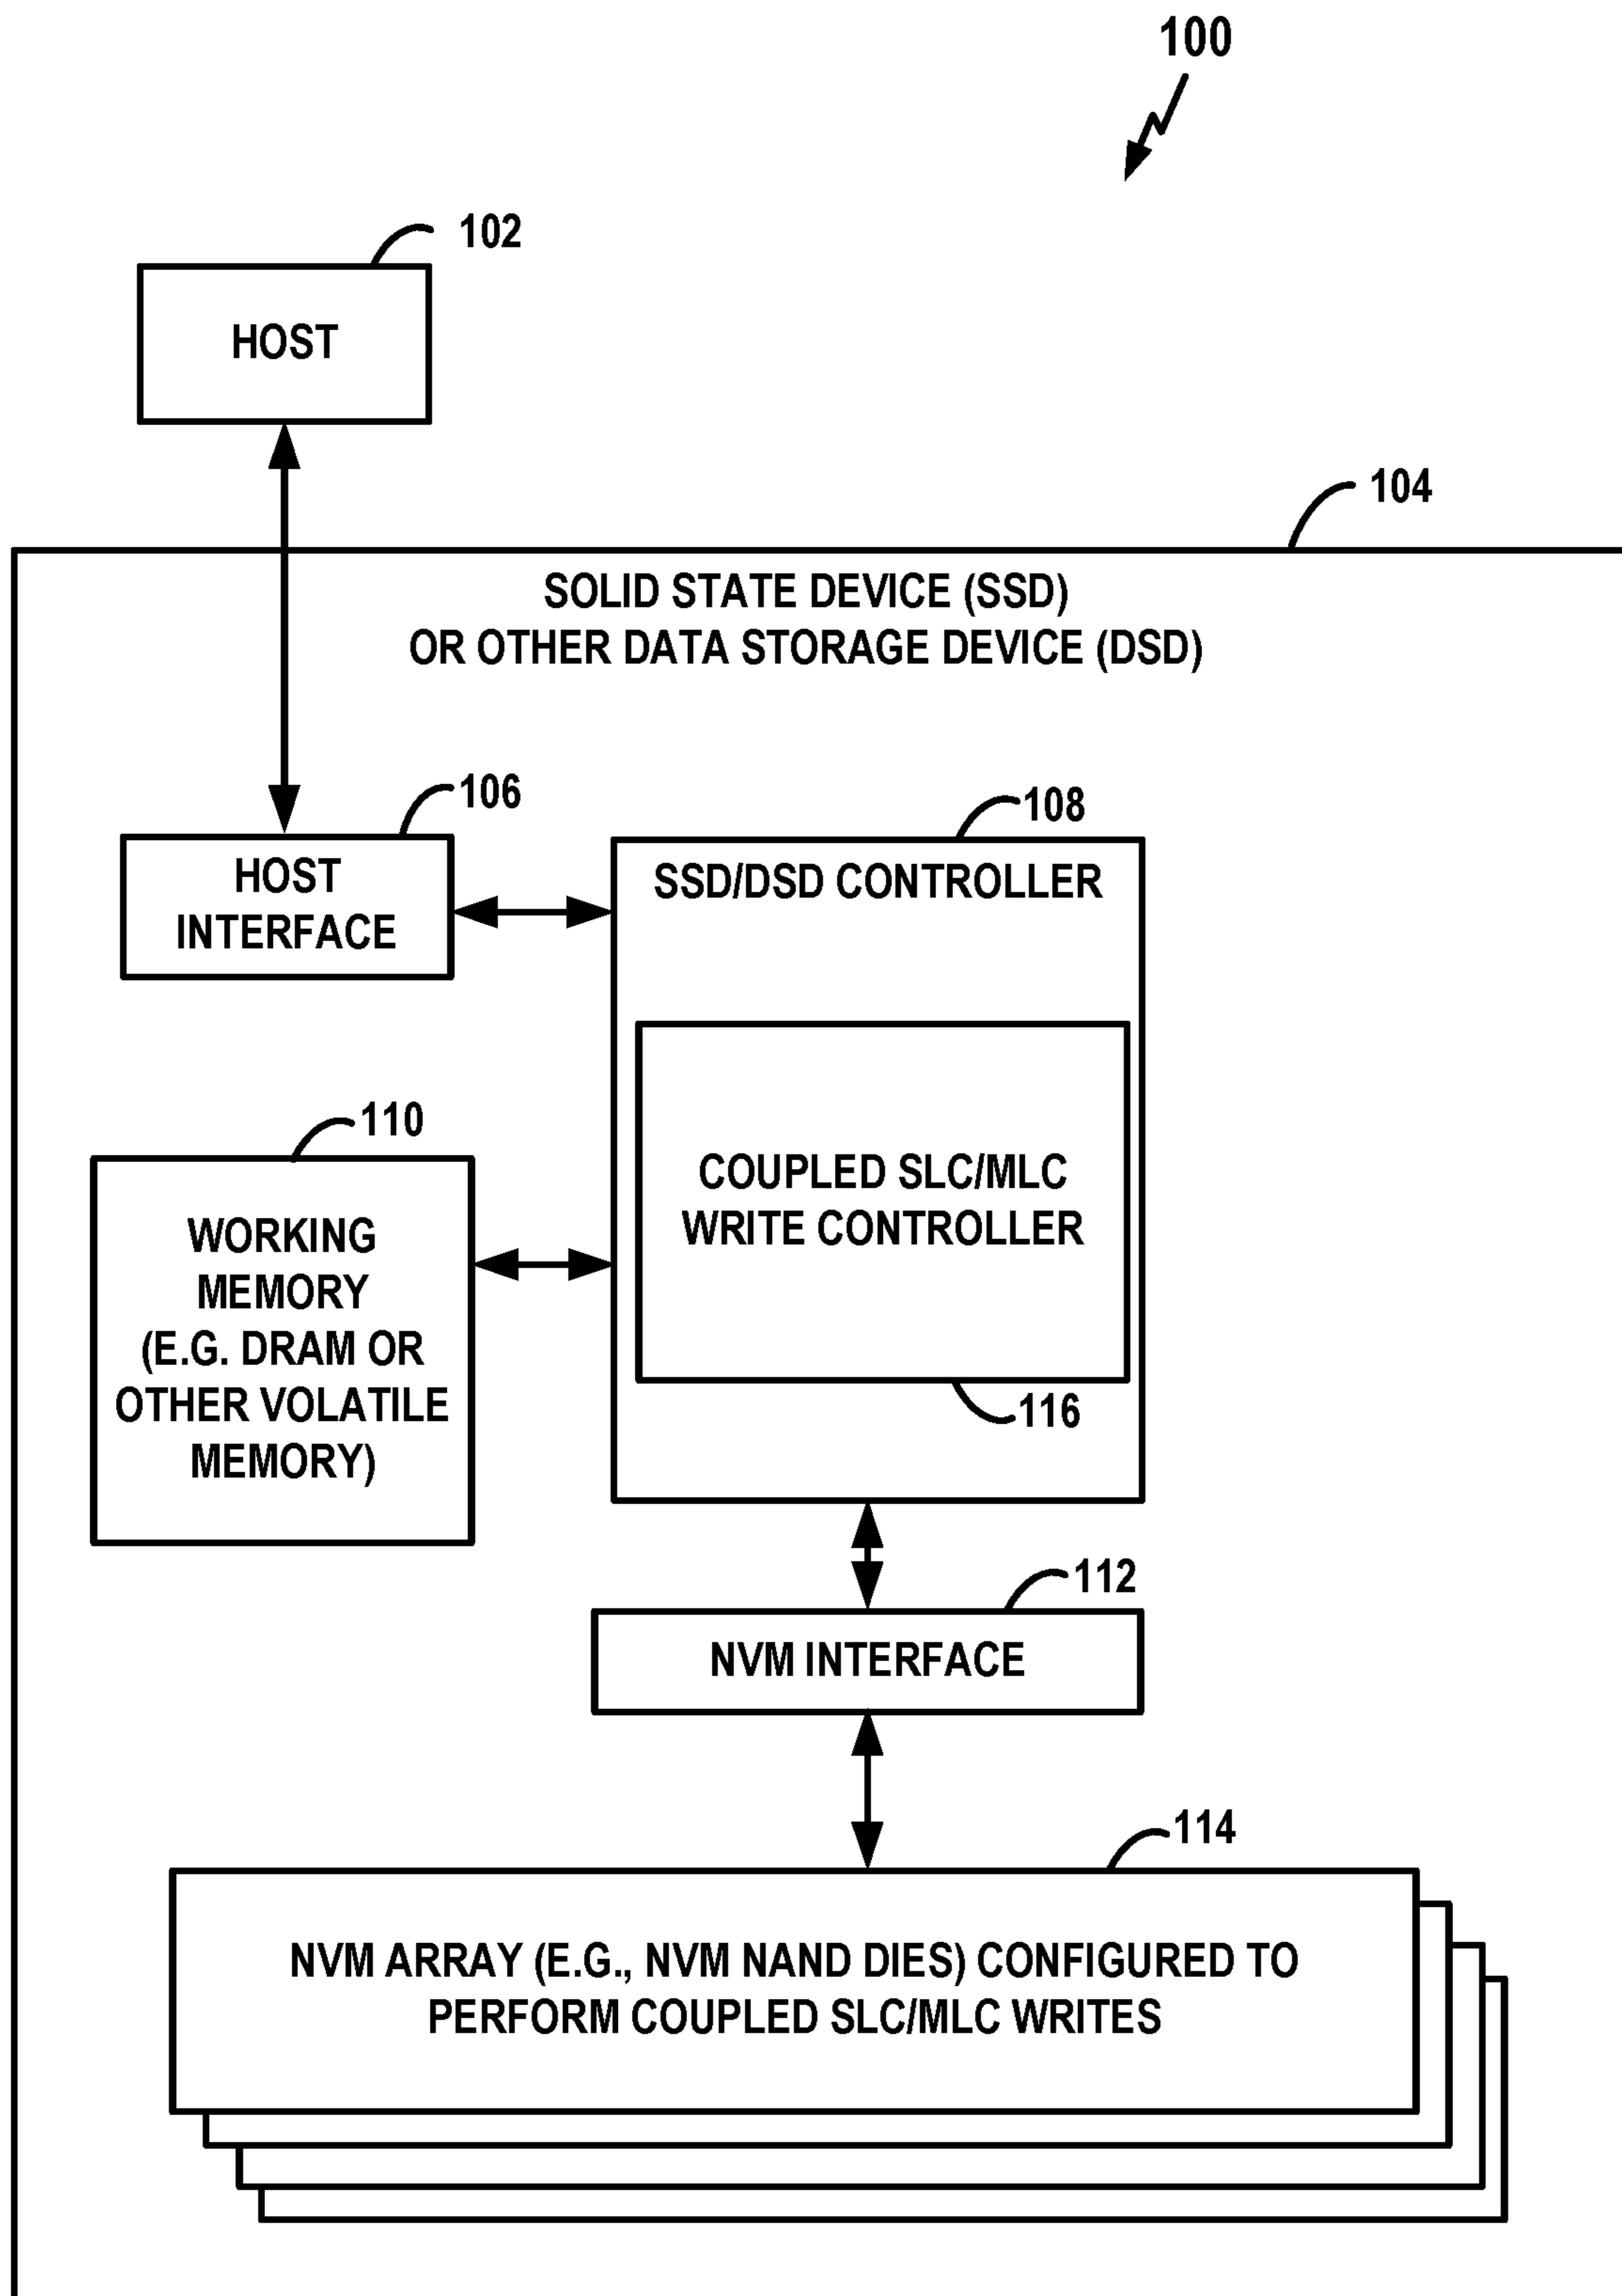 100
102
HOST
104
SOLID STATE DEVICE (SSD)
OR OTHER DATA STORAGE DEVICE (DSD)
106
HOST
INTERFACE
108
SSD/DSD CONTROLLER
110
WORKING
MEMORY
(E.G. DRAM OR
OTHER VOLATILE
MEMORY)
COUPLED SLC/MLC
WRITE CONTROLLER
116
112
NVM INTERFACE
114
NVM ARRAY (E.G., NVM NAND DIES) CONFIGURED TO
PERFORM COUPLED SLC/MLC WRITES